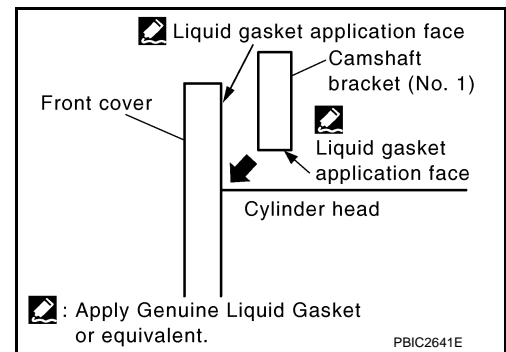 Liquid gasket application face
Camshaft
bracket (No. 1)
Front cover
Liquid gasket
application face
Cylinder head
: Apply Genuine Liquid Gasket
or equivalent.
PBIC2641E